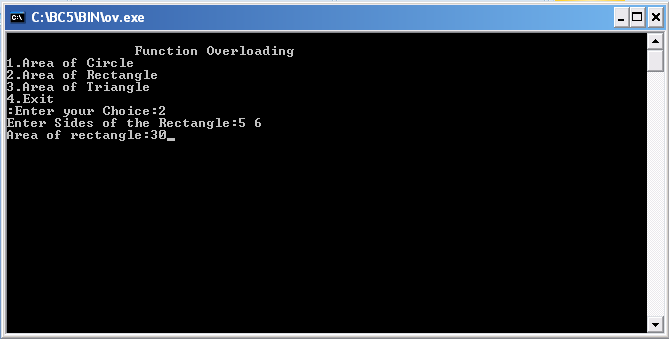 C:\BC5\BIN\ov.exe
Function Overloading
1.Area of Circle
2.Area of Rectangle
3.Area of Triangle
4.Exit
:Enter your Choice:2
Enter Sides of the Rectangle:5 6
Area of rectangle:30_